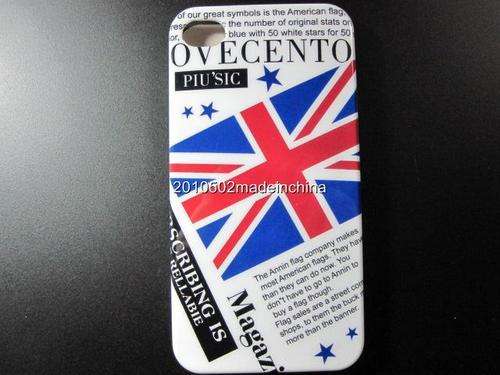 of our great symbols is the American flag,
the number of original stats on
or, blue with 50 white stars for 50
OVECENTO
PIU'SIC
2010602madeinchina
The Annin flag company makes
most American flags. They have
than they can do now. You
don't have to go to Annin to
buy a flag though.
Flag sales are a street com
shops, to them the buck
more than the banner.
SCRIBING IS
RELLABIE
Magazi